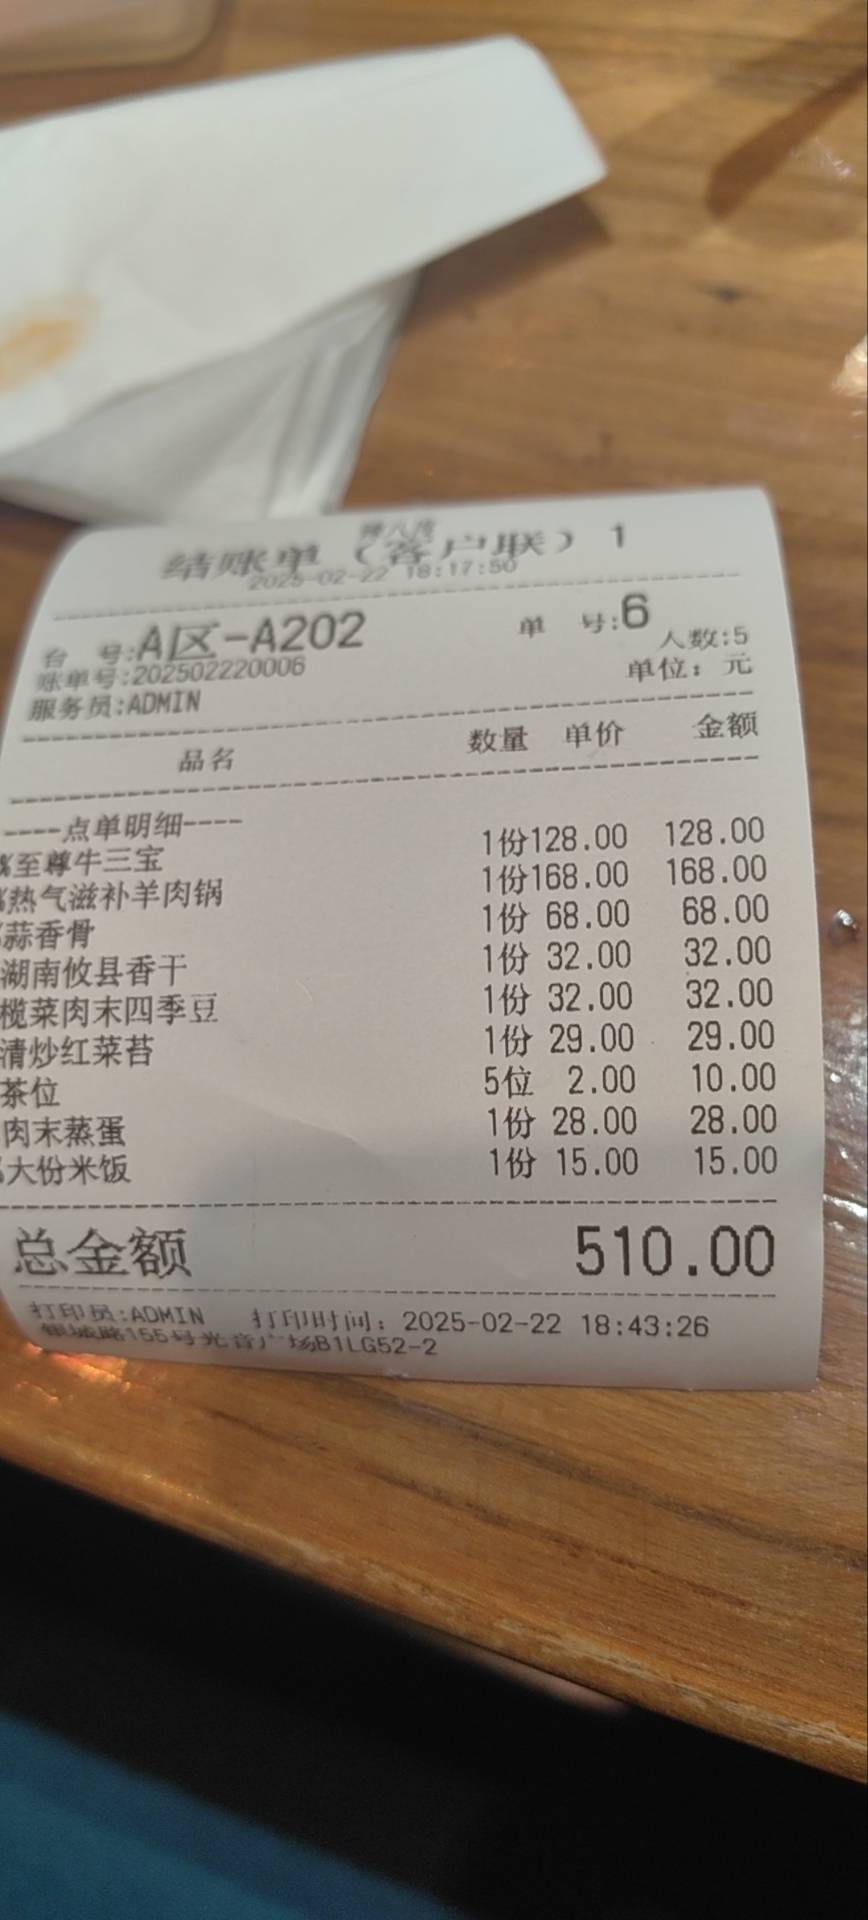 结账单（客户联）1
2025-02-22 18:17:50
台 号:A区-A202 单 号:6
人数:5
账单号:202502220006 单位：元
服务员:ADMIN
品名 数量 单价 金额
----点单明细----
%至尊牛三宝 1份128.00 128.00
%热气滋补羊肉锅 1份168.00 168.00
蒜香骨 1份 68.00 68.00
湖南攸县香干 1份 32.00 32.00
榄菜肉末四季豆 1份 32.00 32.00
清炒红菜苔 1份 29.00 29.00
茶位 5位 2.00 10.00
肉末蒸蛋 1份 28.00 28.00
大份米饭 1份 15.00 15.00
总金额 510.00
打印员:ADMIN 打印时间：2025-02-22 18:43:26
155号光音广场B1LG52-2